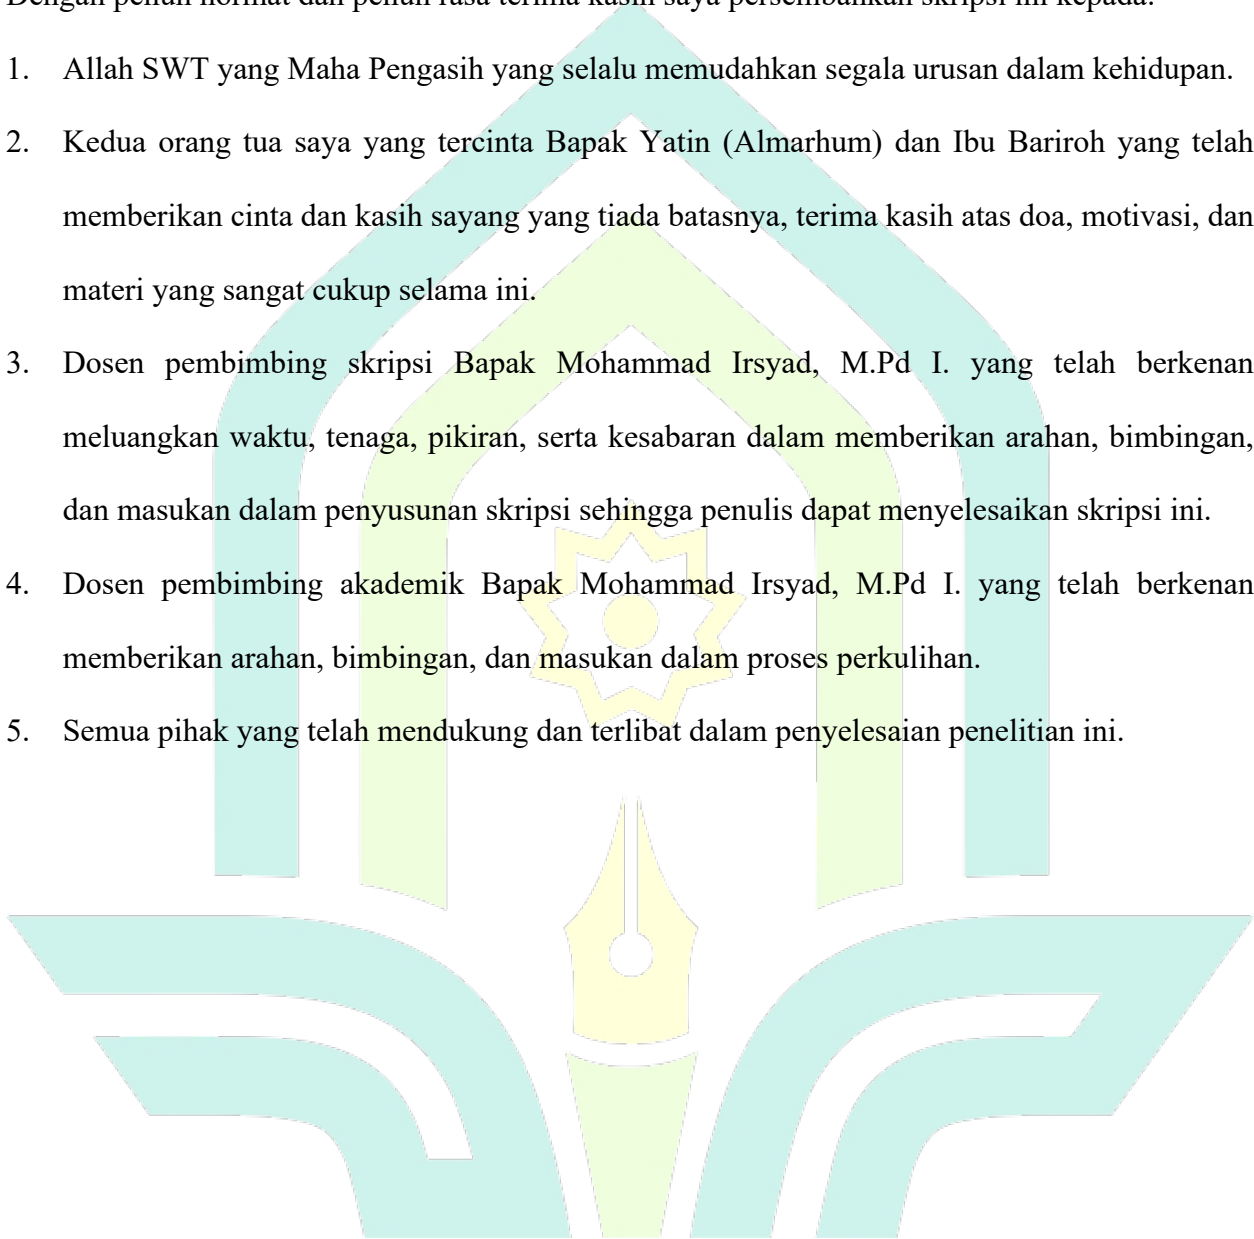 Dengan penuh hormat dan penuh rasa terima kasih saya persembahkan skripsi ini kepada:
1. Allah SWT yang Maha Pengasih yang selalu memudahkan segala urusan dalam kehidupan.
2. Kedua orang tua saya yang tercinta Bapak Yatin (Almarhum) dan Ibu Bariroh yang telah
memberikan cinta dan kasih sayang yang tiada batasnya, terima kasih atas doa, motivasi, dan
materi yang sangat cukup selama ini.
3. Dosen pembimbing skripsi Bapak Mohammad Irsyad, M.Pd I. yang telah berkenan
meluangkan waktu, tenaga, pikiran, serta kesabaran dalam memberikan arahan, bimbingan,
dan masukan dalam penyusunan skripsi sehingga penulis dapat menyelesaikan skripsi ini.
4. Dosen pembimbing akademik Bapak Mohammad Irsyad, M.Pd I. yang telah berkenan
memberikan arahan, bimbingan, dan masukan dalam proses perkulihan.
5. Semua pihak yang telah mendukung dan terlibat dalam penyelesaian penelitian ini.